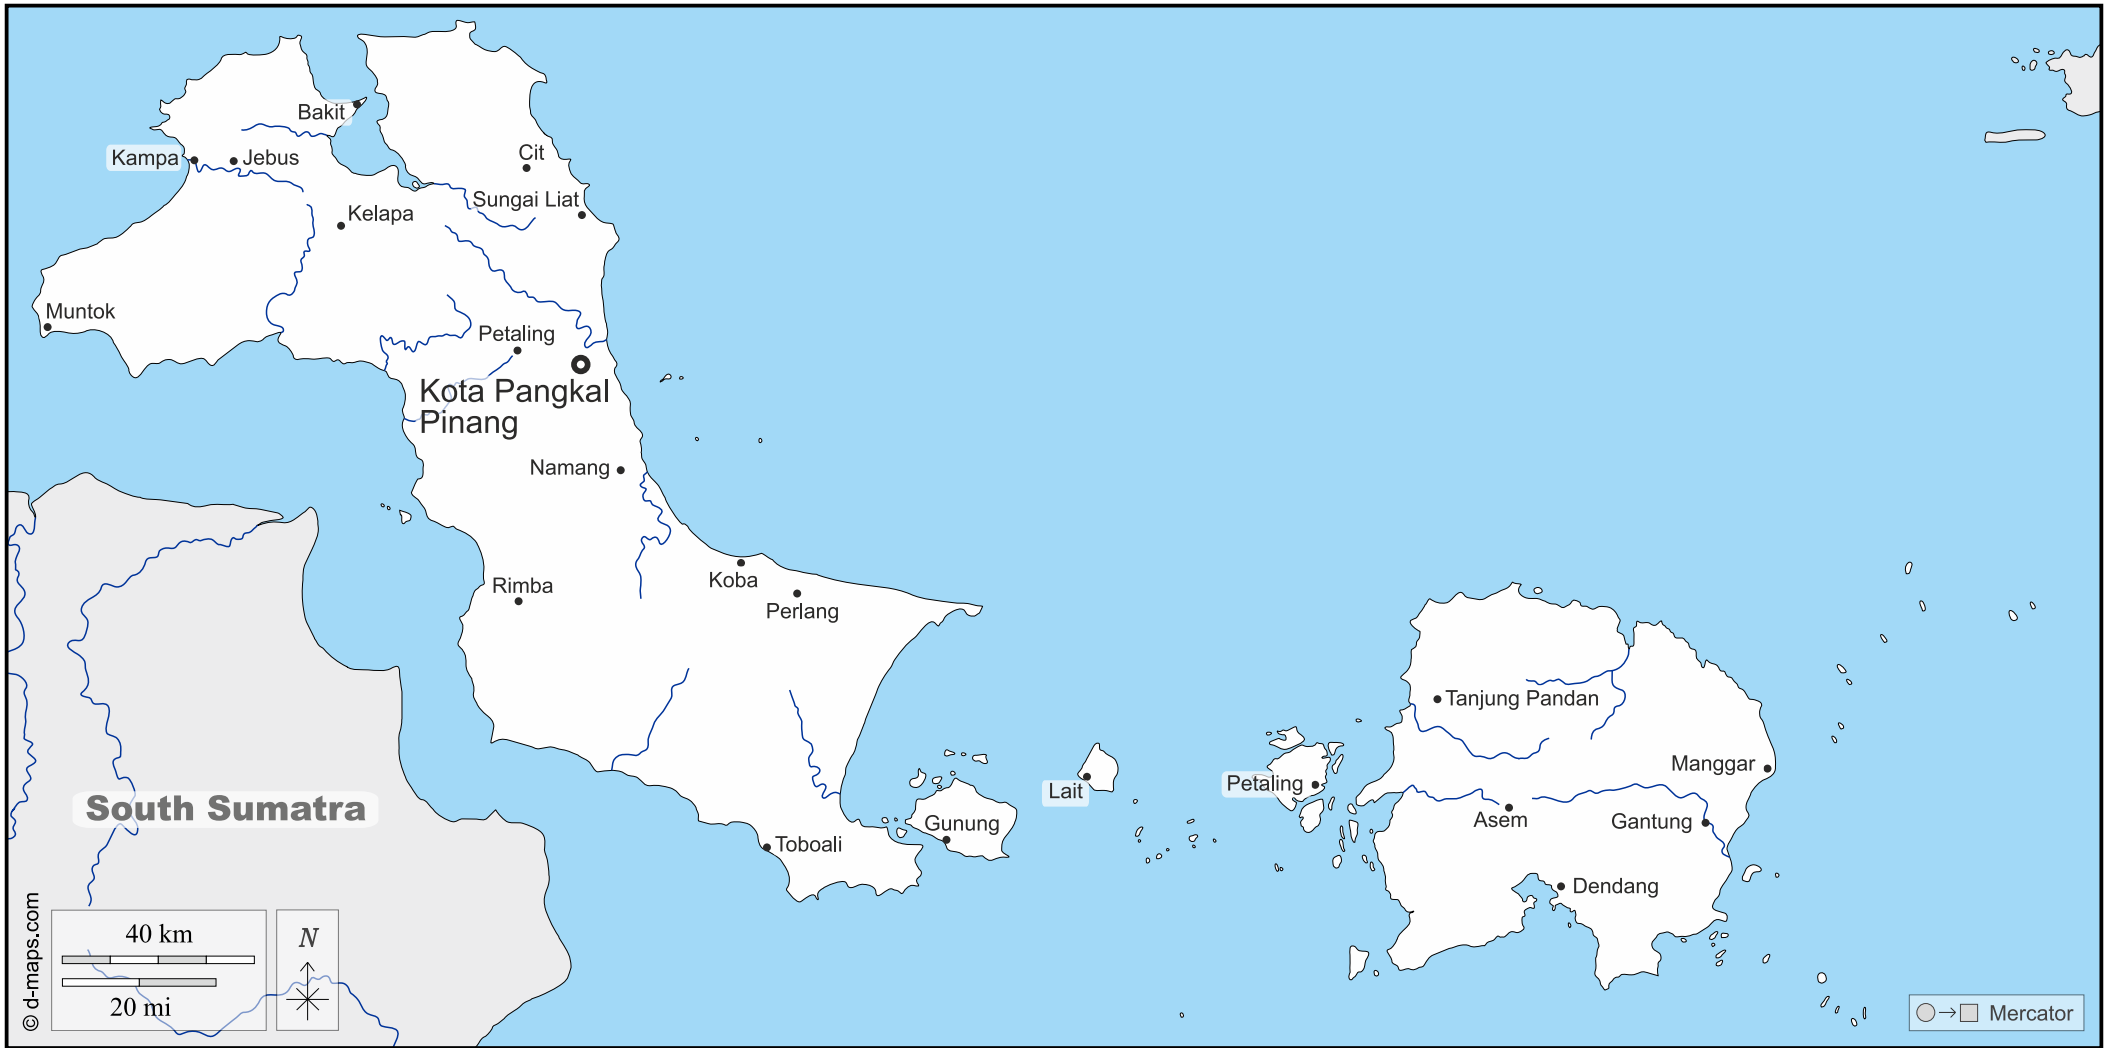 Bakit
Kampa
Jebus
Cit
Sungai Liat
Kelapa
Muntok
Petaling
Kota Pangkal
Pinang
Namang
Rimba
Koba
Perlang
Tanjung Pandan
Manggar
Petaling
Lait
South Sumatra
Gunung
Asem
Gantung
Toboali
Dendang
40 km
20 mi
N
© d-maps.com
Mercator